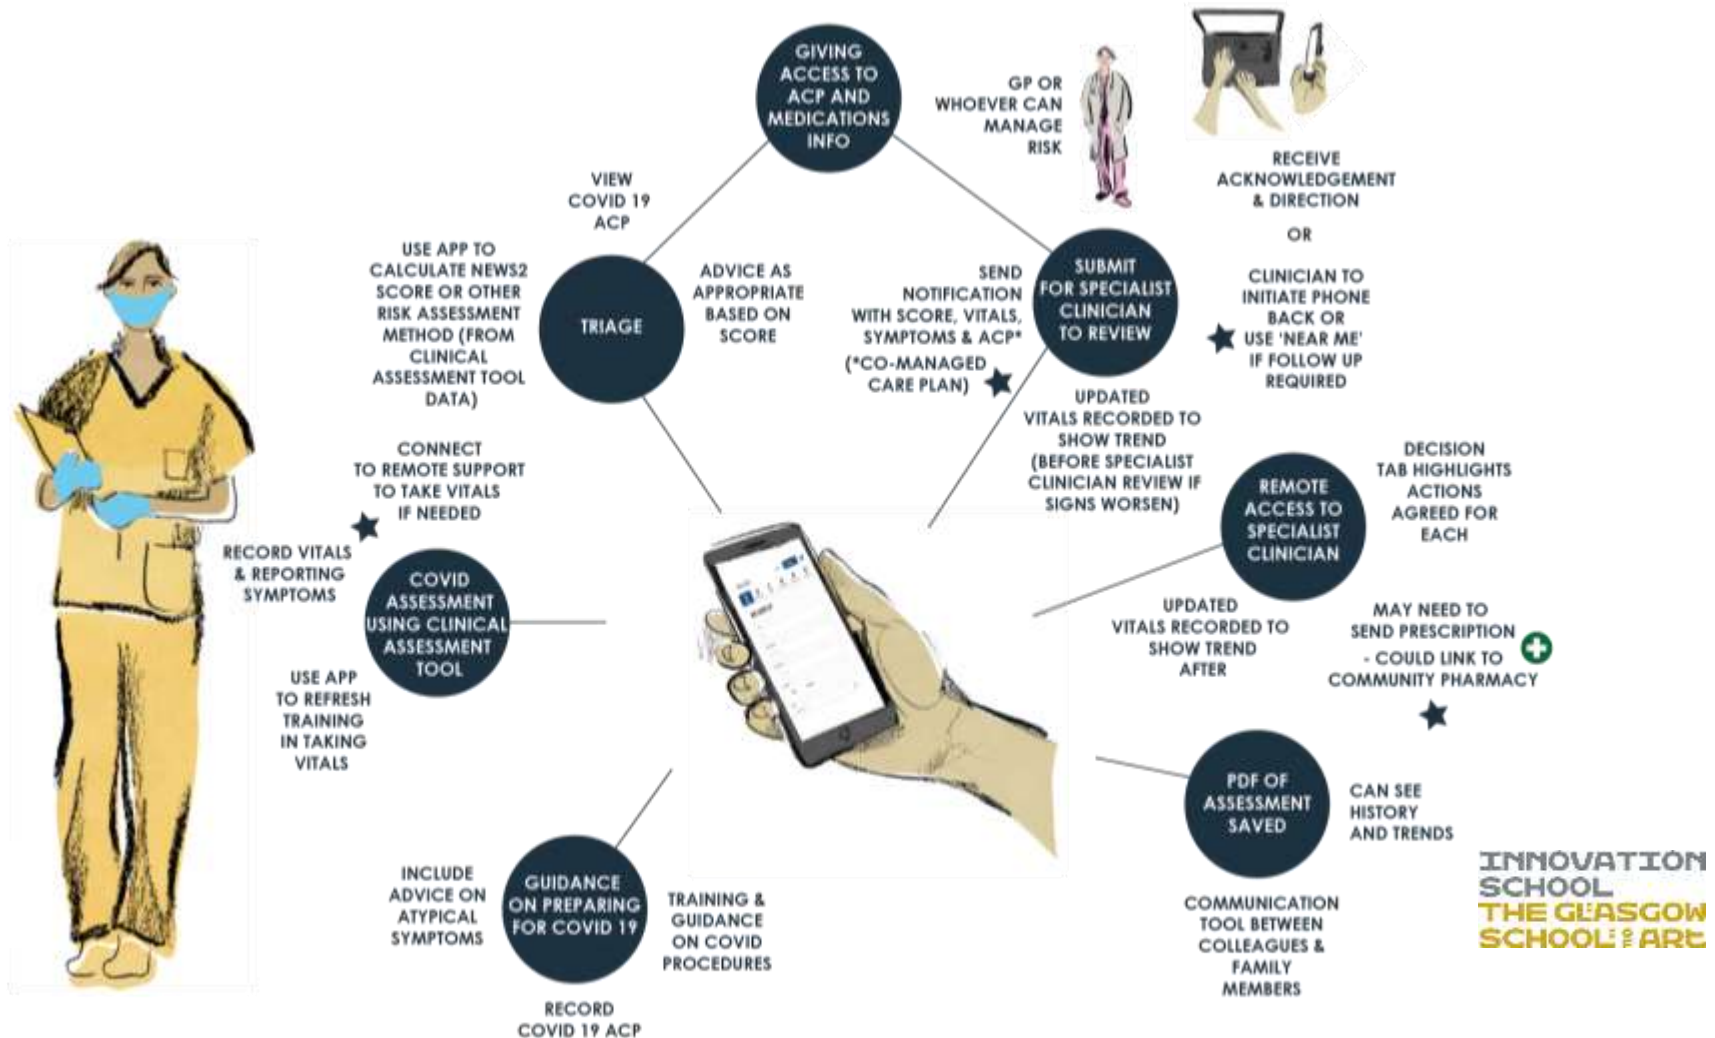 GIVING
ACCESS TO
ACP AND
MEDICATIONS
INFO
GP OR
WHOEVER CAN
MANAGE
RISK
RECEIVE
ACKNOWLEDGEMENT
& DIRECTION
OR
CLINICIAN TO
INITIATE PHONE
BACK OR
USE 'NEAR ME'
IF FOLLOW UP
REQUIRED
VIEW
COVID 19
ACP
USE APP TO
CALCULATE NEWS2
SCORE OR OTHER
RISK ASSESSMENT
METHOD (FROM
CLINICAL
ASSESSMENT TOOL
DATA)
TRIAGE
ADVICE AS
APPROPRIATE
BASED ON
SCORE
SEND
NOTIFICATION
WITH SCORE, VITALS,
SYMPTOMS & ACP*
(*CO-MANAGED
CARE PLAN)
SUBMIT
FOR SPECIALIST
CLINICIAN
TO REVIEW
UPDATED
VITALS RECORDED TO
SHOW TREND
(BEFORE SPECIALIST
CLINICIAN REVIEW IF
SIGNS WORSEN)
CONNECT
TO REMOTE SUPPORT
TO TAKE VITALS
IF NEEDED
RECORD VITALS
& REPORTING
SYMPTOMS
COVID
ASSESSMENT
USING CLINICAL
ASSESSMENT
TOOL
USE APP
TO REFRESH
TRAINING
IN TAKING
VITALS
REMOTE
ACCESS TO
SPECIALIST
CLINICIAN
DECISION
TAB HIGHLIGHTS
ACTIONS
AGREED FOR
EACH
UPDATED
VITALS RECORDED TO
SHOW TREND
AFTER
MAY NEED TO
SEND PRESCRIPTION
- COULD LINK TO
COMMUNITY PHARMACY
PDF OF
ASSESSMENT
SAVED
CAN SEE
HISTORY
AND TRENDS
COMMUNICATION
TOOL BETWEEN
COLLEAGUES &
FAMILY
MEMBERS
INCLUDE
ADVICE ON
ATYPICAL
SYMPTOMS
GUIDANCE
ON PREPARING
FOR COVID 19
TRAINING &
GUIDANCE
ON COVID
PROCEDURES
RECORD
COVID 19 ACP
INNOVATION
SCHOOL
THE GLASGOW
SCHOOL OF ART